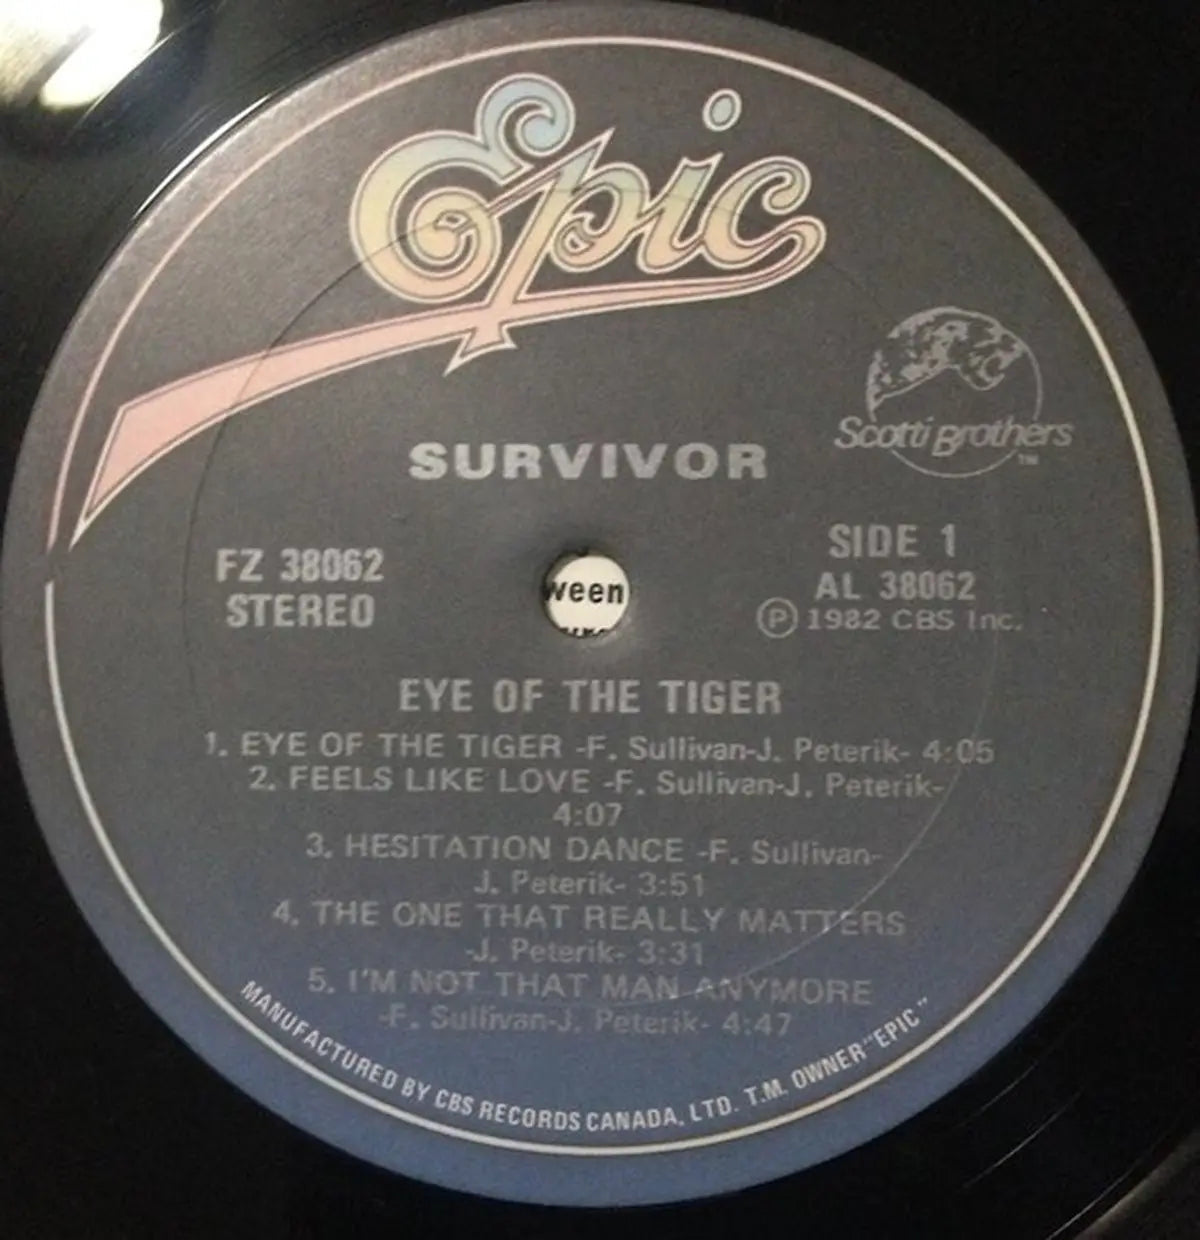 Epic
Scotti Brothers
TM
SURVIVOR
FZ 38062
STEREO
SIDE 1
AL 38062
Ⓟ 1982 CBS Inc.
ween
EYE OF THE TIGER
1. EYE OF THE TIGER -F. Sullivan-J. Peterik- 4:05
2. FEELS LIKE LOVE -F. Sullivan-J. Peterik-
4:07
3. HESITATION DANCE -F. Sullivan-
J. Peterik- 3:51
4. THE ONE THAT REALLY MATTERS
-J. Peterik- 3:31
5. I'M NOT THAT MAN ANYMORE
-F. Sullivan-J. Peterik- 4:47
MANUFACTURED BY CBS RECORDS CANADA, LTD. T.M. OWNER "EPIC"